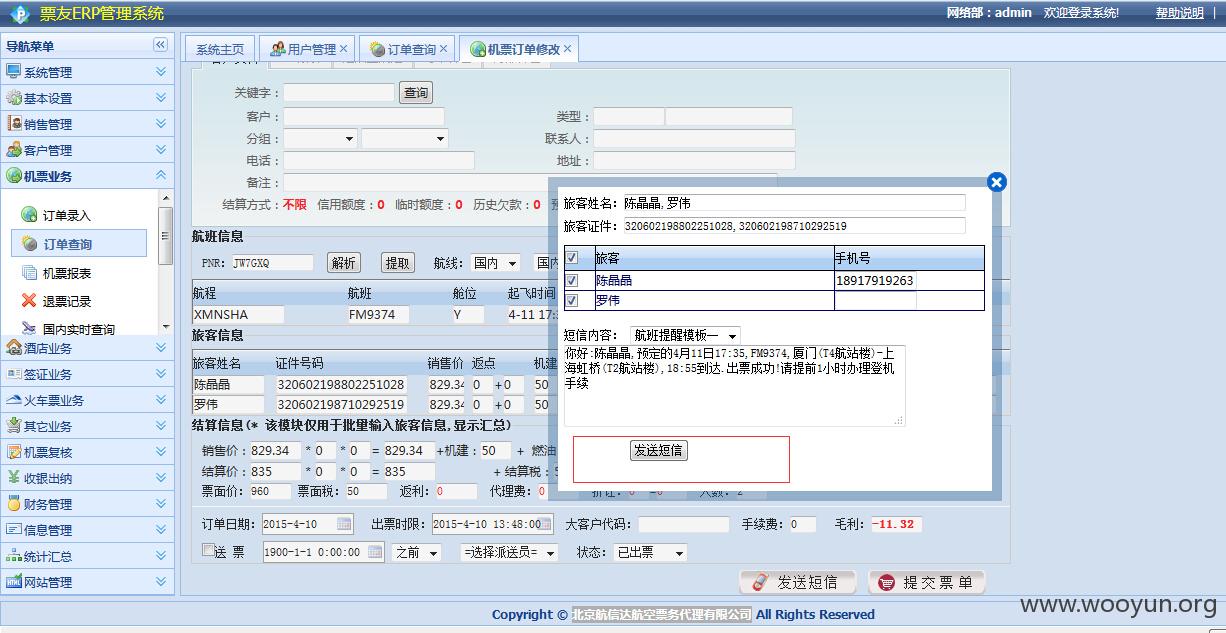 票友ERP管理系统 网络部：admin 欢迎登录系统! 帮助说明 |
导航菜单
系统管理
基本设置
销售管理
客户管理
机票业务
订单录入
订单查询
机票报表
退票记录
国内实时查询
酒店业务
签证业务
火车票业务
其它业务
机票复核
收银出纳
财务管理
信息管理
统计汇总
网站管理
系统主页 用户管理 订单查询 机票订单修改
关键字： 查询
客户： 类型：
分组： 联系人：
电话： 地址：
备注：
结算方式：不限 信用额度：0 临时额度：0 历史欠款：0
航班信息
PNR: JW7GXQ 解析 提取 航线：国内 国内
航程 航班 舱位 起飞时间
XMNSHA FM9374 Y 4-11 17:
旅客信息
旅客姓名 证件号码 销售价 返点 机建
陈晶晶 320602198802251028 829.34 0 +0 50
罗伟 320602198710292519 829.34 0 +0 50
结算信息(* 该模块仅用于批量输入旅客信息,显示汇总)
销售价：829.34 * 0 * 0 = 829.34 +机建：50 + 燃油
结算价：835 * 0 * 0 = 835 + 结算税：
票面价：960 票面税：50 返利：0 代理费：0 折让：0 =0 人数：2
订单日期：2015-4-10 出票时限：2015-4-10 13:48:00 大客户代码： 手续费：0 毛利：-11.32
送 票 1900-1-1 0:00:00 之前 =选择派送员= 状态：已出票
发送短信 提交票单
旅客姓名：陈晶晶,罗伟
旅客证件：320602198802251028,320602198710292519
旅客 手机号
陈晶晶 18917919263
罗伟
短信内容： 航班提醒模板一
你好:陈晶晶,预定的4月11日17:35,FM9374,厦门(T4航站楼)-上
海虹桥(T2航站楼),18:55到达.出票成功!请提前1小时办理登机
手续
发送短信
Copyright © 北京航信达航空票务代理有限公司 All Rights Reserved
www.wooyun.org